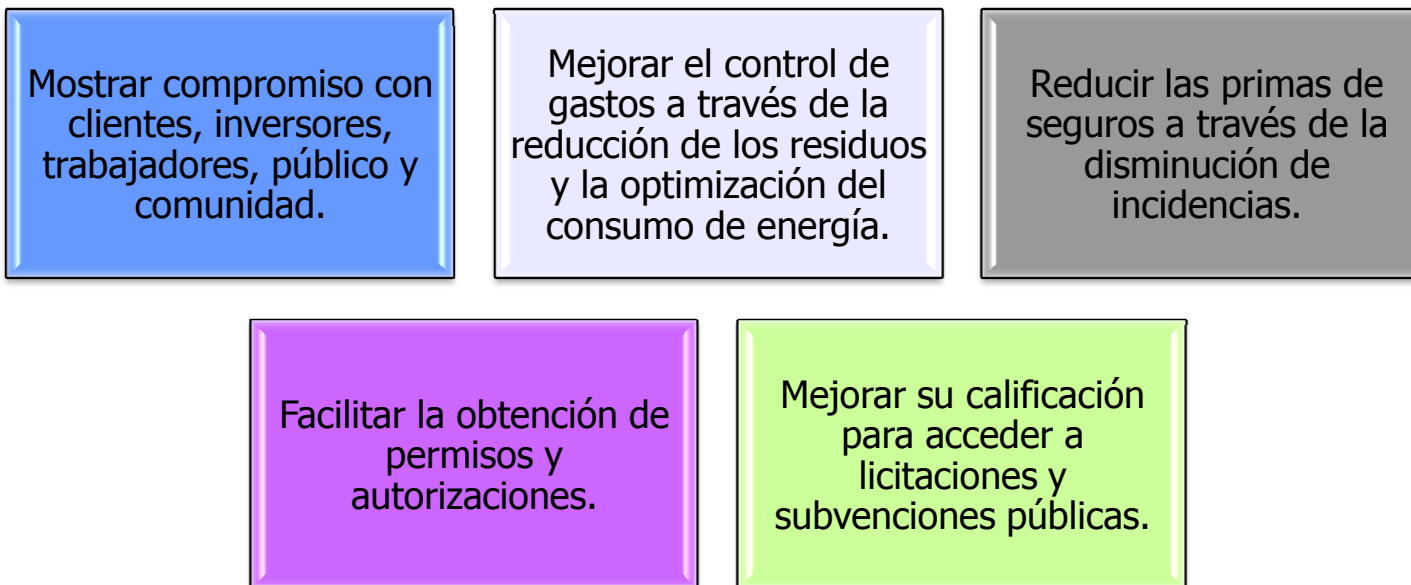 Mostrar compromiso con
clientes, inversores,
trabajadores, público y
comunidad.
Mejorar el control de
gastos a través de la
reducción de los residuos
y la optimización del
consumo de energía.
Reducir las primas de
seguros a través de la
disminución de
incidencias.
Facilitar la obtención de
permisos y
autorizaciones.
Mejorar su calificación
para acceder a
licitaciones y
subvenciones públicas.